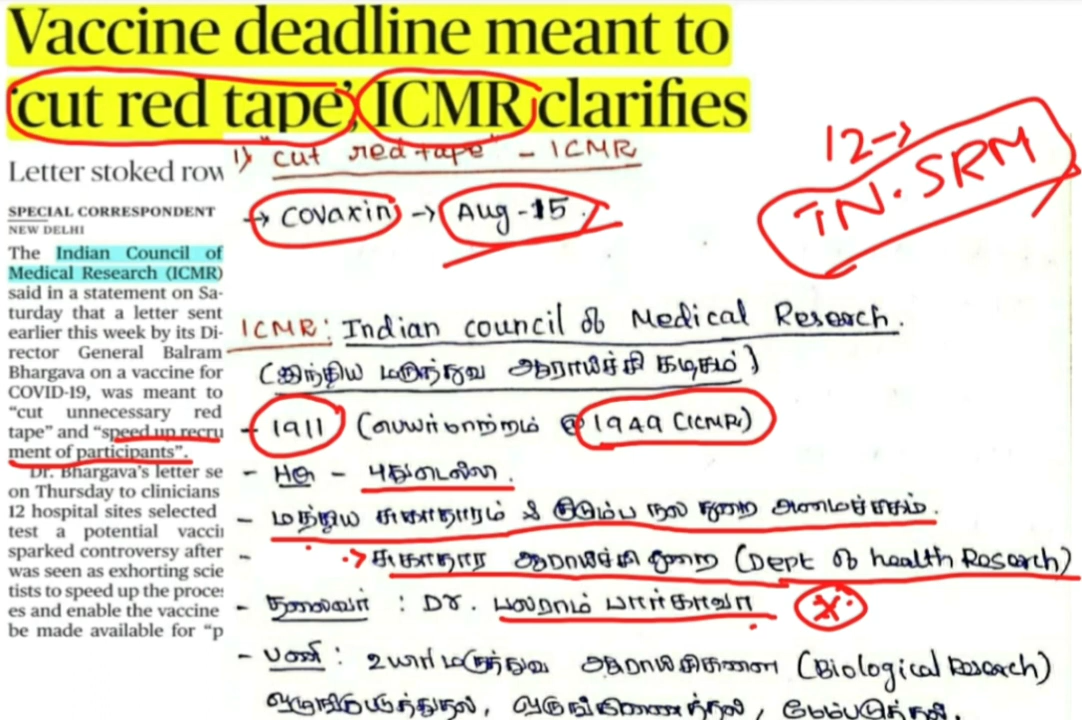 Vaccine deadline meant to
'cut red tape', ICMR clarifies
Letter stoked row
SPECIAL CORRESPONDENT
NEW DELHI
The Indian Council of
Medical Research (ICMR)
said in a statement on Sa-
turday that a letter sent
earlier this week by its Di-
rector General Balram
Bhargava on a vaccine for
COVID-19, was meant to
"cut unnecessary red
tape" and "speed up recru
ment of participants".
Dr. Bhargava's letter se
on Thursday to clinicians
12 hospital sites selected
test a potential vacci
sparked controversy after
was seen as exhorting scie
tists to speed up the proces
es and enable the vaccine
be made available for "p
1) "cut red tape" - ICMR
→ covaxin → Aug-15.
12→
TN. SRM
ICMR: Indian council of Medical Reserch.
(இந்திய மருத்துவ ஆராய்ச்சி கழகம்)
- 1911 (பெயர்மாற்றம் @ 1949 (ICMR)
- HQ - புதுடெல்லி.
- மத்திய சுகாதாரம் & குடும்ப நல துறை அமைச்சகம்.
- → சுகாதார ஆராய்ச்சி துறை (Dept of health Reserch)
- தலைவர் : Dr. பலராம் பார்கவா
- பணி : உயர்மருத்துவ ஆராய்சிகளை (Biological Reserch)